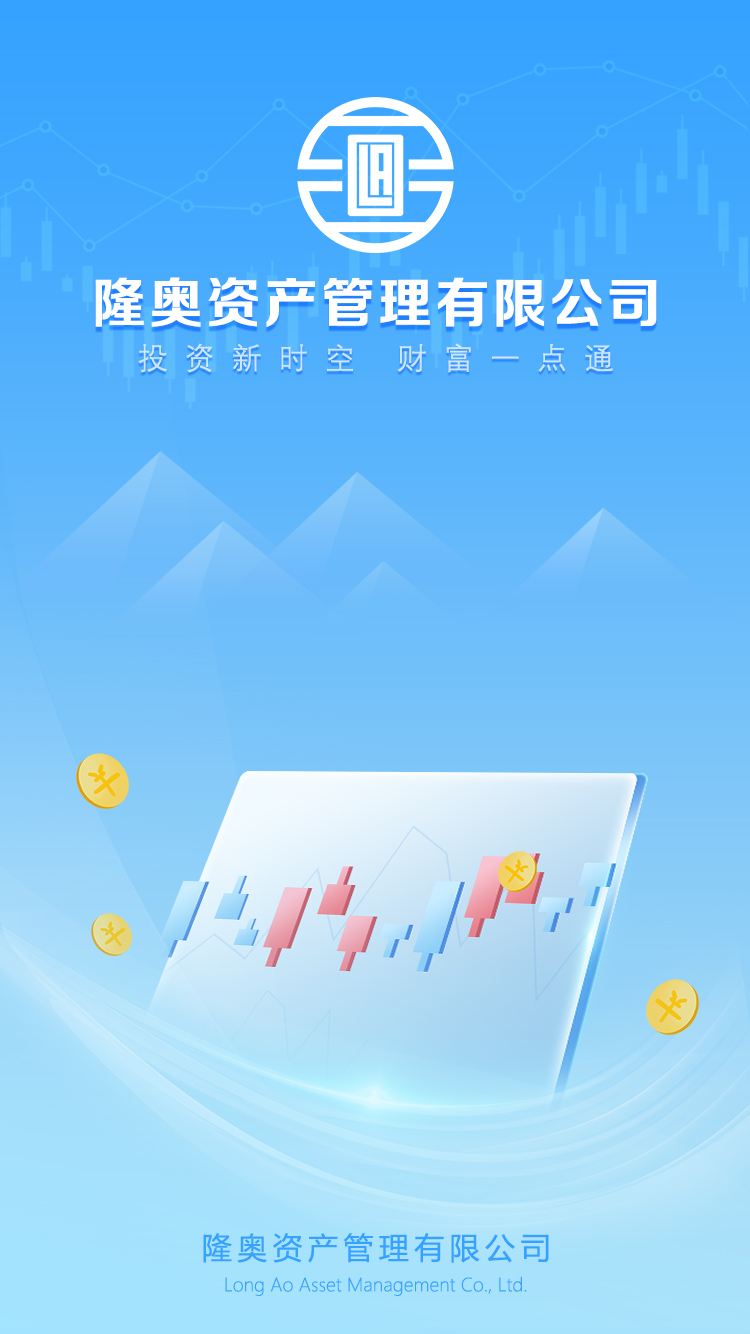 隆奥资产管理有限公司
投资新时空 财富一点通
隆奥资产管理有限公司
Long Ao Asset Management Co., Ltd.